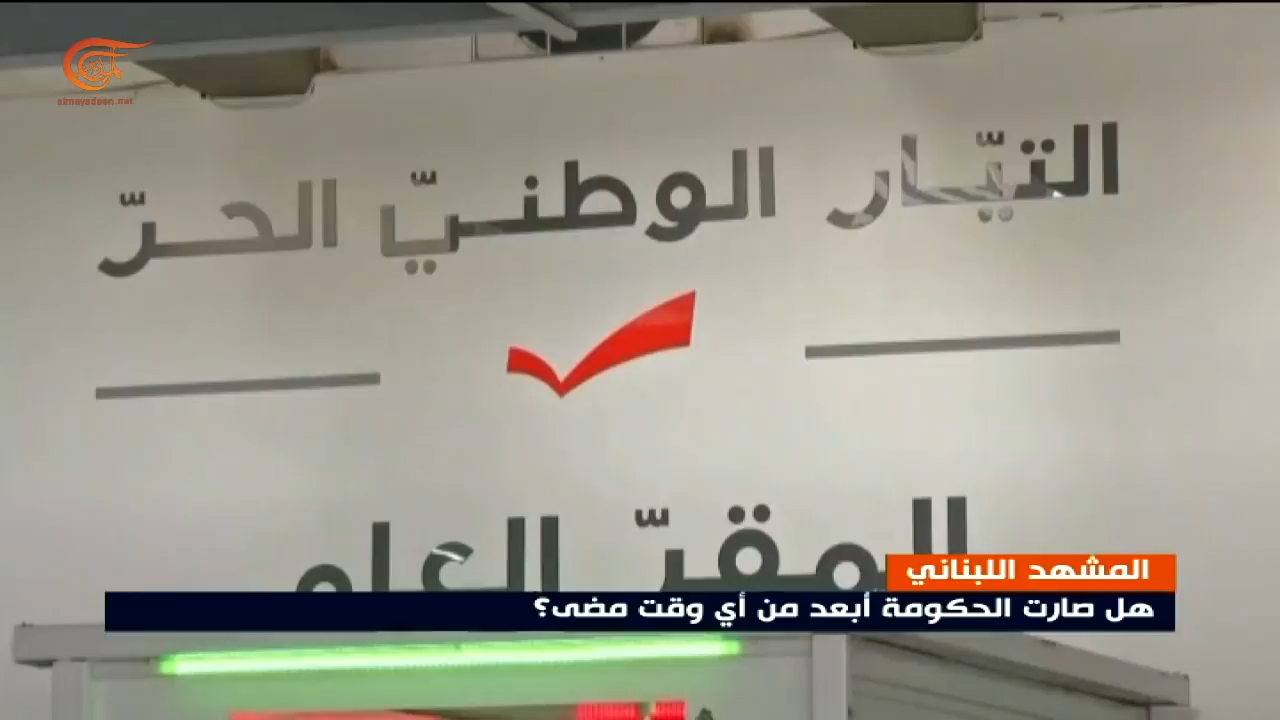 almayadeen.net
التيّار الوطنيّ الحرّ
المقرّ العام
المشهد اللبناني
هل صارت الحكومة أبعد من أي وقت مضى؟